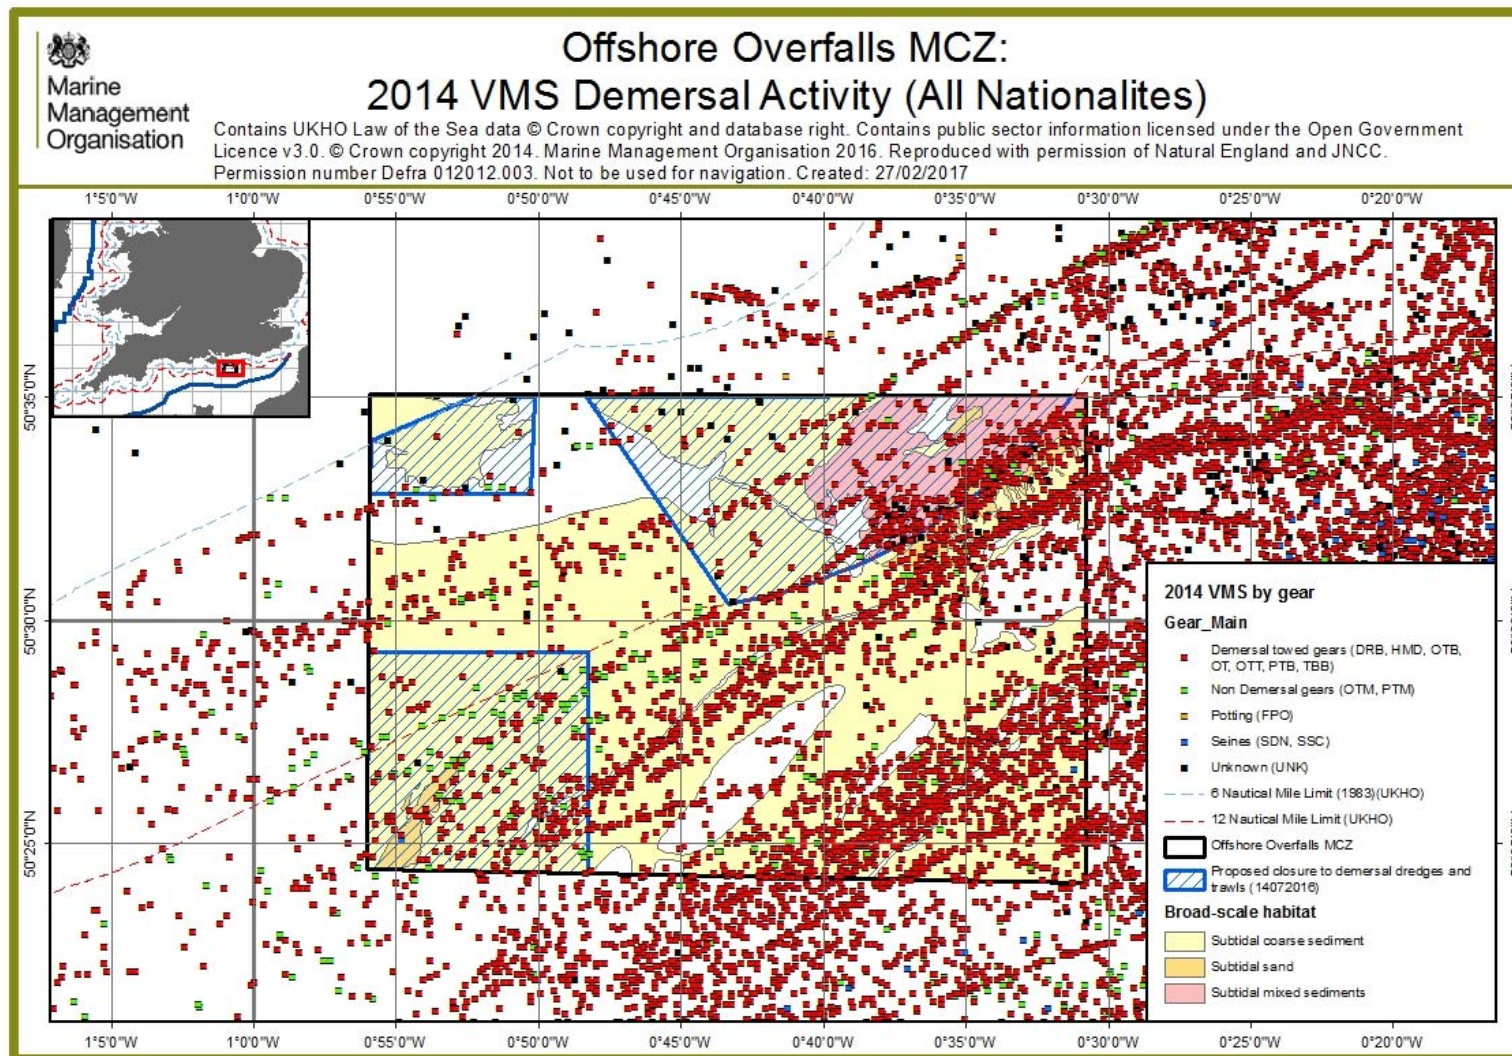 Marine
Management
Organisation
Offshore Overfalls MCZ:
2014 VMS Demersal Activity (All Nationalites)
Contains UKHO Law of the Sea data © Crown copyright and database right. Contains public sector information licensed under the Open Government
Licence v3.0. © Crown copyright 2014. Marine Management Organisation 2016. Reproduced with permission of Natural England and JNCC.
Permission number Defra 012012.003. Not to be used for navigation. Created: 27/02/2017
1°5'0"W 1°0'0"W 0°55'0"W 0°50'0"W 0°45'0"W 0°40'0"W 0°35'0"W 0°30'0"W 0°25'0"W 0°20'0"W
50°35'0"N
50°30'0"N
50°25'0"N
2014 VMS by gear
Gear_Main
Demersal towed gears (DRB, HMD, OTB,
OT, OTT, PTB, TBB)
Non Demersal gears (OTM, PTM)
Potting (FPO)
Seines (SDN, SSC)
Unknown (UNK)
6 Nautical Mile Limit (1983)(UKHO)
12 Nautical Mile Limit (UKHO)
Offshore Overfalls MCZ
Proposed closure to demersal dredges and
trawls (14072016)
Broad-scale habitat
Subtidal coarse sediment
Subtidal sand
Subtidal mixed sediments
1°5'0"W 1°0'0"W 0°55'0"W 0°50'0"W 0°45'0"W 0°40'0"W 0°35'0"W 0°30'0"W 0°25'0"W 0°20'0"W